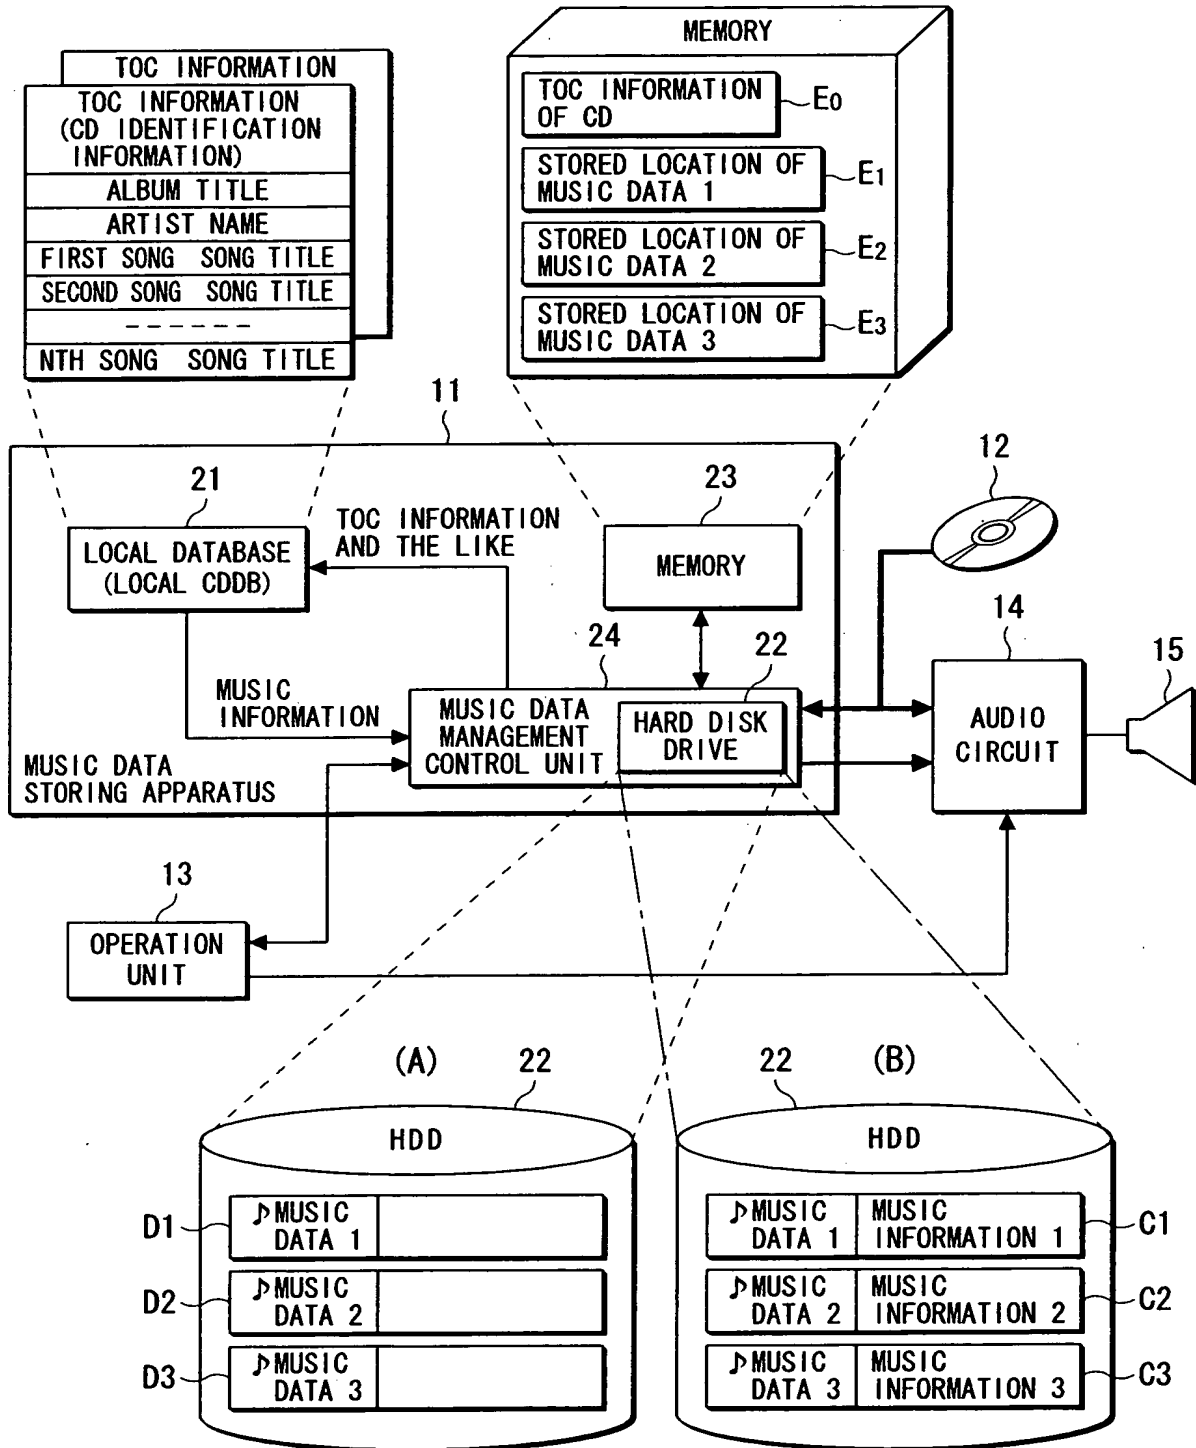 TOC INFORMATION
TOC INFORMATION
(CD IDENTIFICATION
INFORMATION)
ALBUM TITLE
ARTIST NAME
FIRST SONG SONG TITLE
SECOND SONG SONG TITLE
------
NTH SONG SONG TITLE
MEMORY
TOC INFORMATION
OF CD
E0
STORED LOCATION OF
MUSIC DATA 1
E1
STORED LOCATION OF
MUSIC DATA 2
E2
STORED LOCATION OF
MUSIC DATA 3
E3
11
21
LOCAL DATABASE
(LOCAL CDDB)
TOC INFORMATION
AND THE LIKE
23
MEMORY
12
14
AUDIO
CIRCUIT
15
24
22
MUSIC
INFORMATION
MUSIC DATA
MANAGEMENT
CONTROL UNIT
HARD DISK
DRIVE
MUSIC DATA
STORING APPARATUS
13
OPERATION
UNIT
(A)
22
HDD
D1
♪MUSIC
DATA 1
D2
♪MUSIC
DATA 2
D3
♪MUSIC
DATA 3
22
(B)
HDD
♪MUSIC
DATA 1
MUSIC
INFORMATION 1
C1
♪MUSIC
DATA 2
MUSIC
INFORMATION 2
C2
♪MUSIC
DATA 3
MUSIC
INFORMATION 3
C3